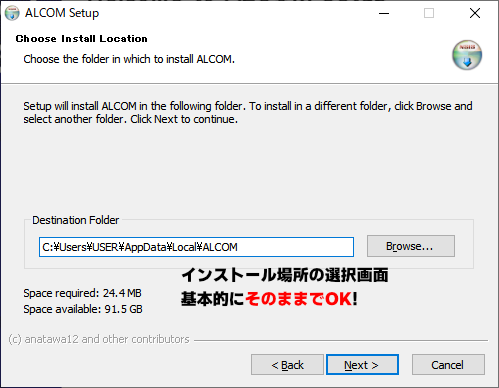 ALCOM Setup
Choose Install Location
Choose the folder in which to install ALCOM.
Setup will install ALCOM in the following folder. To install in a different folder, click Browse and
select another folder. Click Next to continue.
Destination Folder
C:¥Users¥USER¥AppData¥Local¥ALCOM
Browse...
インストール場所の選択画面
基本的にそのままでOK!
Space required: 24.4 MB
Space available: 91.5 GB
(c) anatawa12 and other contributors
< Back
Next >
Cancel